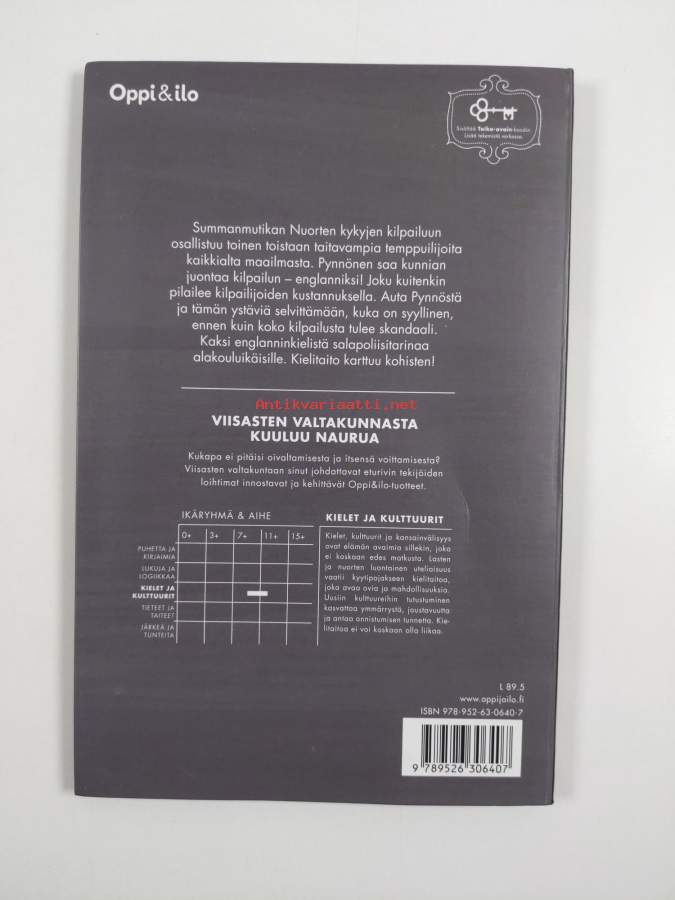 Oppi&ilo
Sisältää Taika-avain-koodin.
Lisää tekemistä verkossa.
Summanmutikan Nuorten kykyjen kilpailuun
osallistuu toinen toistaan taitavampia temppuilijoita
kaikkialta maailmasta. Pynnönen saa kunnian
juontaa kilpailun – englanniksi! Joku kuitenkin
pilailee kilpailijoiden kustannuksella. Auta Pynnöstä
ja tämän ystäviä selvittämään, kuka on syyllinen,
ennen kuin koko kilpailusta tulee skandaali.
Kaksi englanninkielistä salapoliisitarinaa
alakouluikäisille. Kielitaito karttuu kohisten!
Antikvariaatti.net
VIISASTEN VALTAKUNNASTA
KUULUU NAURUA
Kukapa ei pitäisi oivaltamisesta ja itsensä voittamisesta?
Viisasten valtakuntaan sinut johdattavat eturivin tekijöiden
loihtimat innostavat ja kehittävät Oppi&ilo-tuotteet.
IKÄRYHMÄ & AIHE
0+ 3+ 7+ 11+ 15+
PUHETTA JA
KIRJAIMIA
LUKUJA JA
LOGIIKKAA
KIELET JA
KULTTUURIT
TIETEET JA
TAITEET
JÄRKEÄ JA
TUNTEITA
KIELET JA KULTTUURIT
Kielet, kulttuurit ja kansainvälisyys
ovat elämän avaimia sillekin, joka
ei koskaan edes matkusta. Lasten
ja nuorten luontainen uteliaisuus
vaatii kyytipojakseen kielitaitoa,
joka avaa ovia ja mahdollisuuksia.
Uusiin kulttuureihin tutustuminen
kasvattaa ymmärrystä, joustavuutta
ja antaa onnistumisen tunnetta. Kie-
litaitoa ei voi koskaan olla liikaa.
L 89.5
www.oppijailo.fi
ISBN 978-952-63-0640-7
9 789526 306407